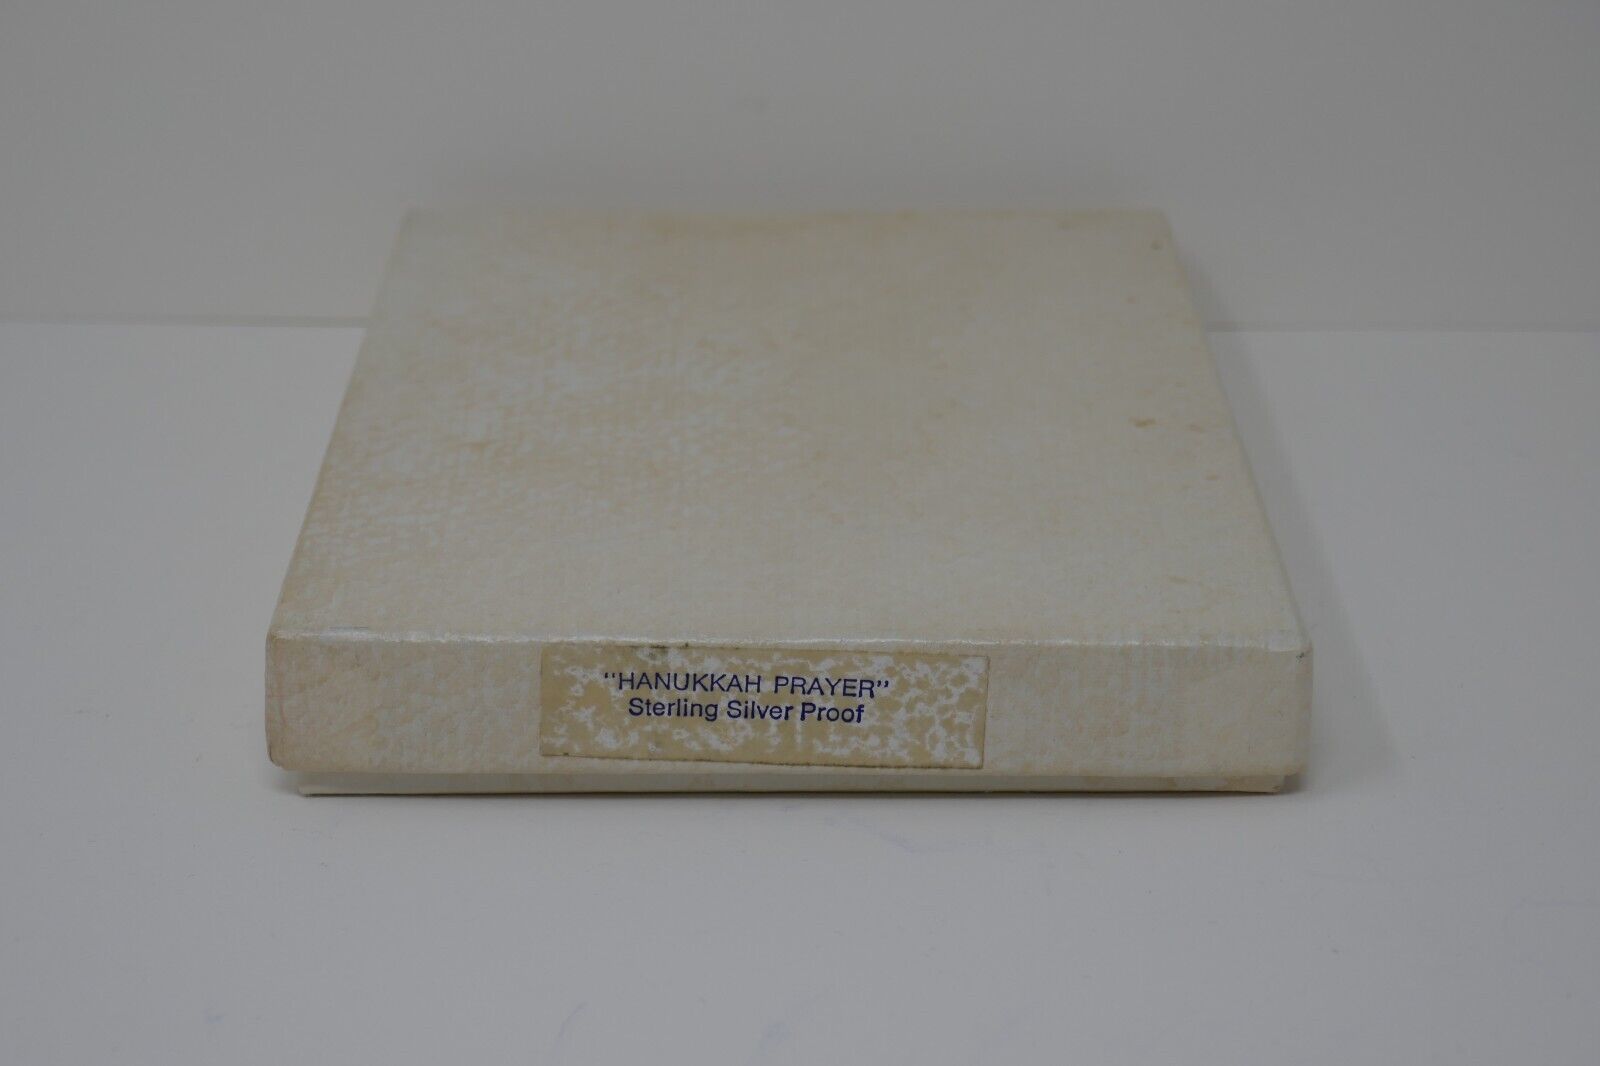 "HANUKKAH PRAYER"
Sterling Silver Proof